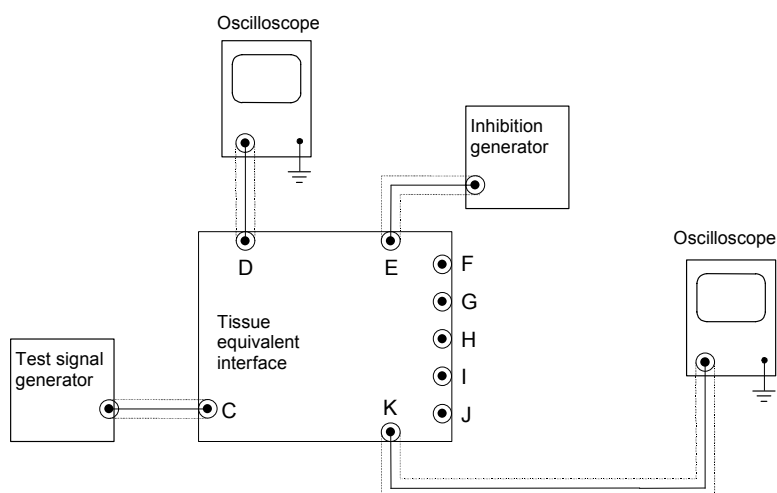 Oscilloscope
Inhibition
generator
Oscilloscope
D
E
F
G
Tissue
equivalent
interface
H
Test signal
generator
I
C
K
J